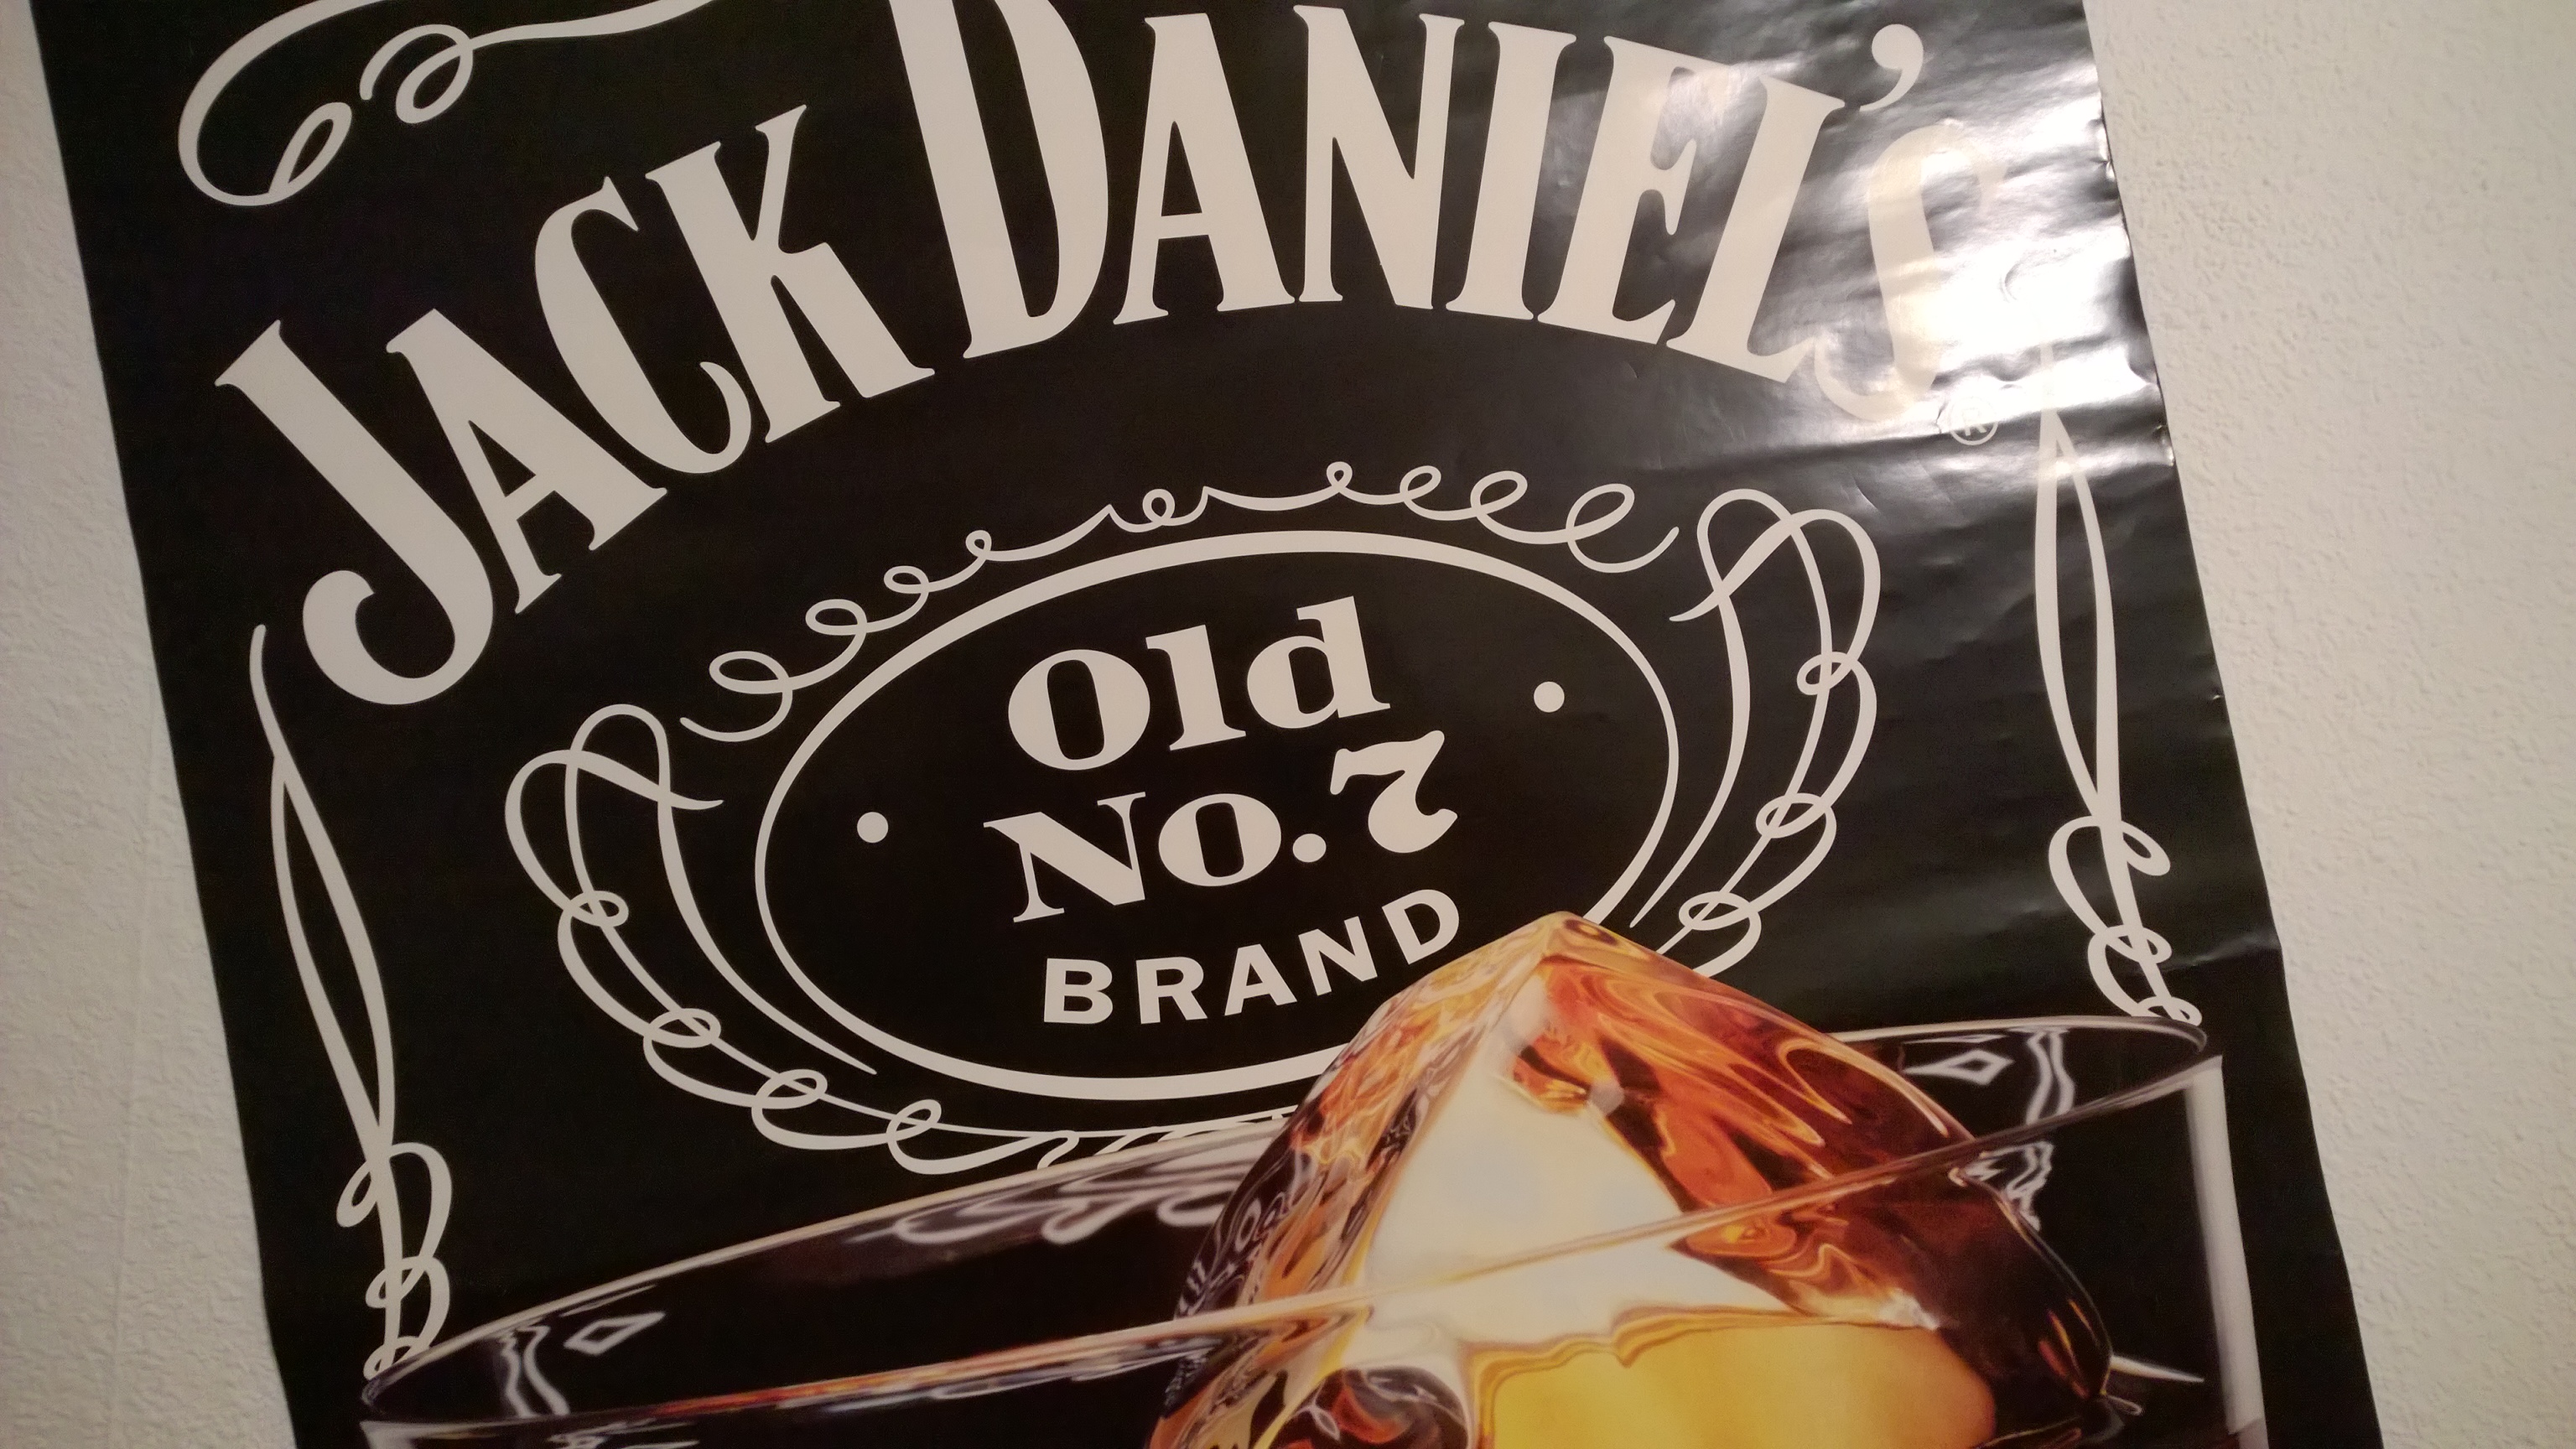 JACK DANIEL'S
®
Old
No. 7
BRAND